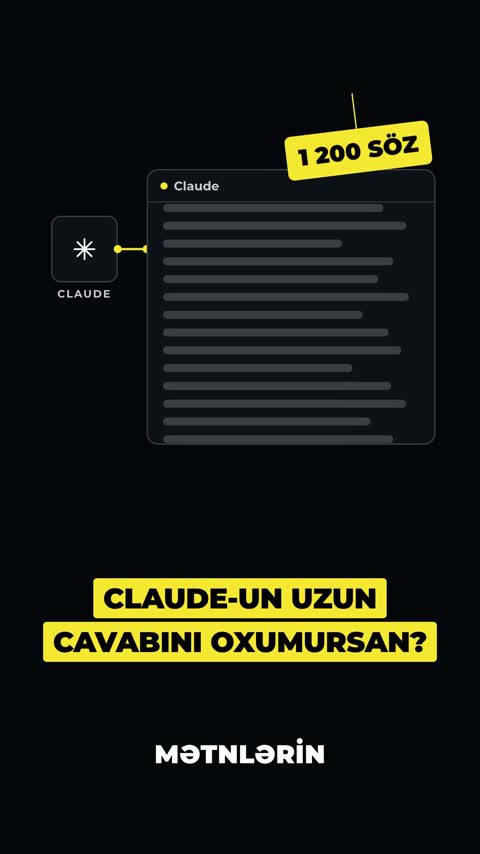 1 200 SÖZ
Claude
CLAUDE
CLAUDE-UN UZUN
CAVABINI OXUMURSAN?
MƏTNLƏRİN